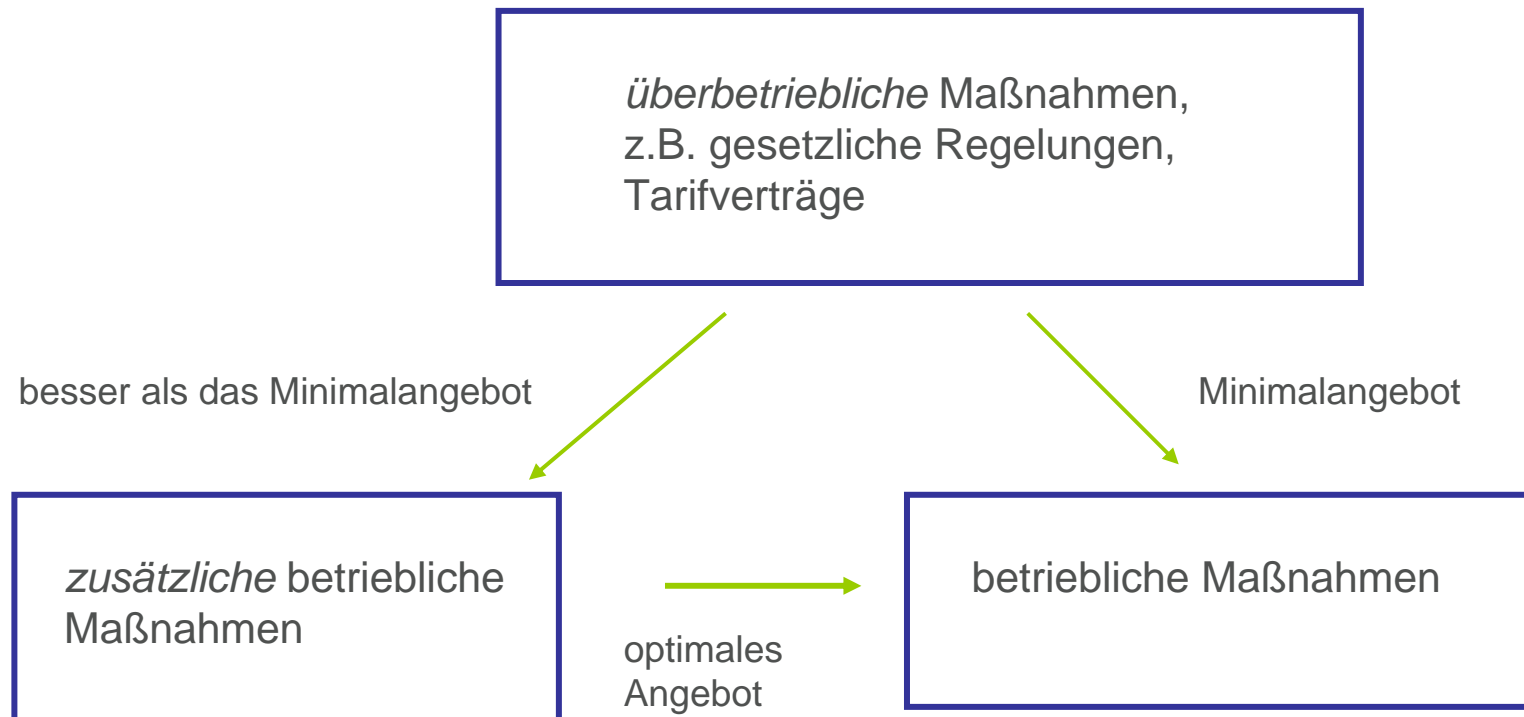 überbetriebliche Maßnahmen,
z.B. gesetzliche Regelungen,
Tarifverträge
besser als das Minimalangebot
Minimalangebot
zusätzliche betriebliche
Maßnahmen
optimales
Angebot
betriebliche Maßnahmen